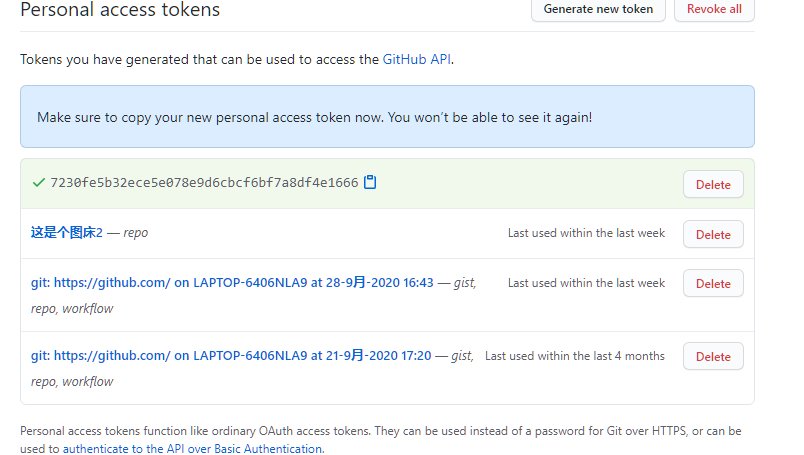 Personal access tokens Generate new token Revoke all
Tokens you have generated that can be used to access the GitHub API.
Make sure to copy your new personal access token now. You won't be able to see it again!
7230fe5b32ece5e078e9d6cbcf6bf7a8df4e1666 Delete
这是个图床2 — repo Last used within the last week Delete
git: https://github.com/ on LAPTOP-6406NLA9 at 28-9月-2020 16:43 — gist, Last used within the last week Delete
repo, workflow
git: https://github.com/ on LAPTOP-6406NLA9 at 21-9月-2020 17:20 — gist, Last used within the last 4 months Delete
repo, workflow
Personal access tokens function like ordinary OAuth access tokens. They can be used instead of a password for Git over HTTPS, or can be
used to authenticate to the API over Basic Authentication.